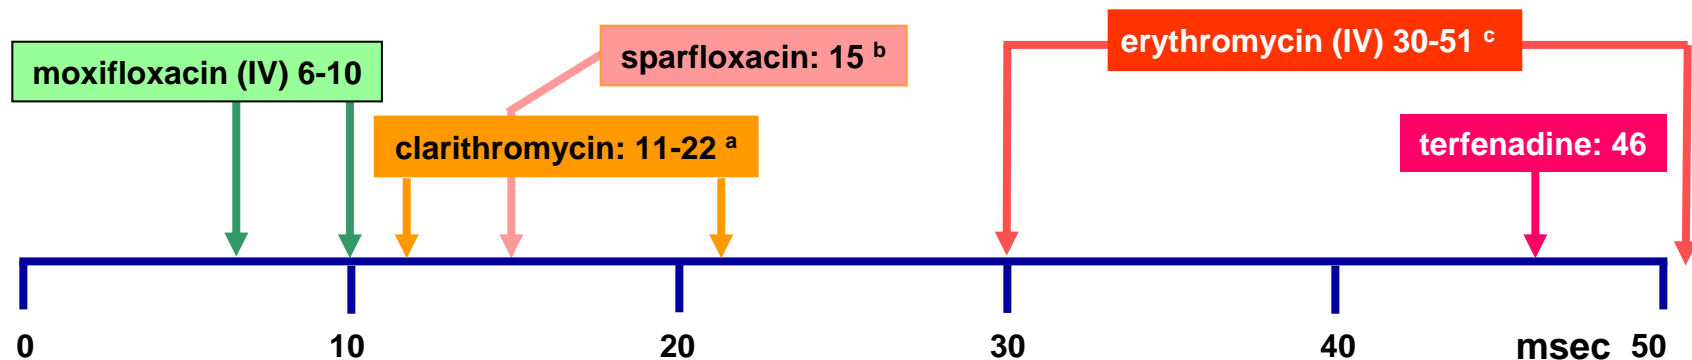 moxifloxacin (IV) 6-10
sparfloxacin: 15 b
erythromycin (IV) 30-51 c
clarithromycin: 11-22 a
terfenadine: 46
0 10 20 30 40 msec 50